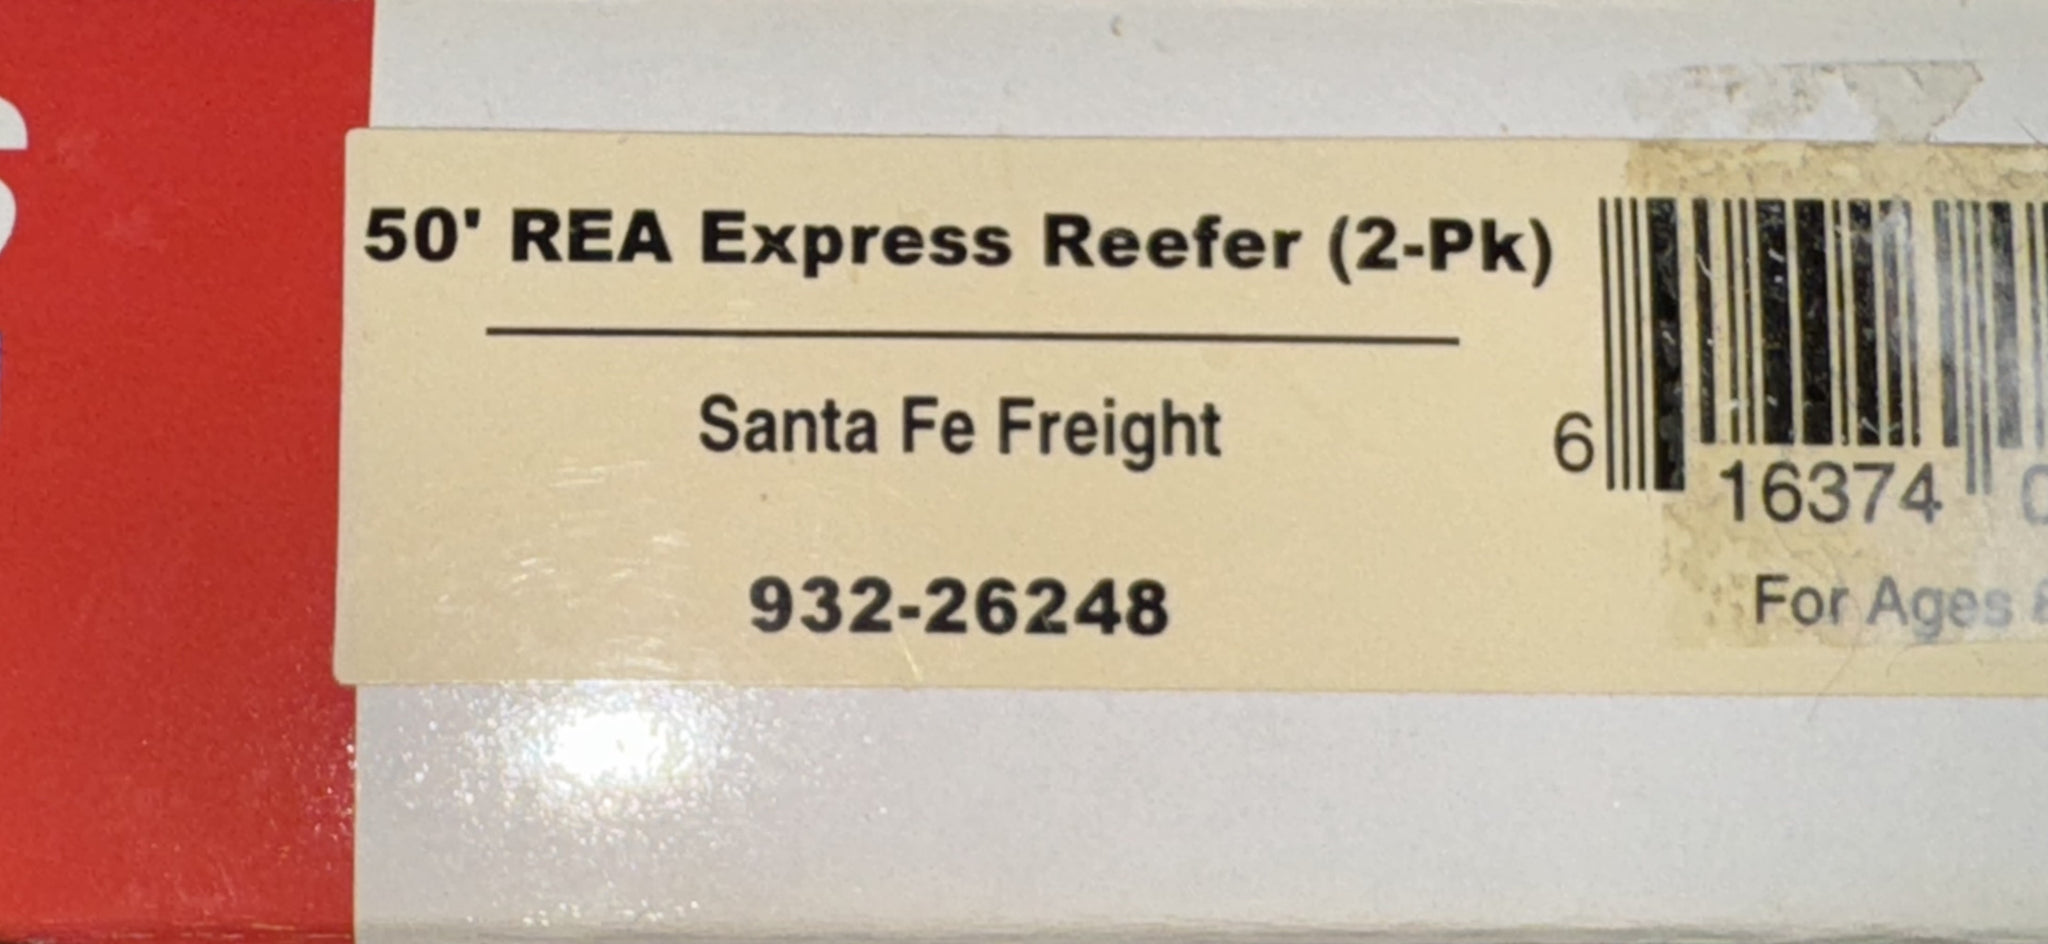 50' REA Express Reefer (2-Pk)
Santa Fe Freight
932-26248
6 16374
For Ages